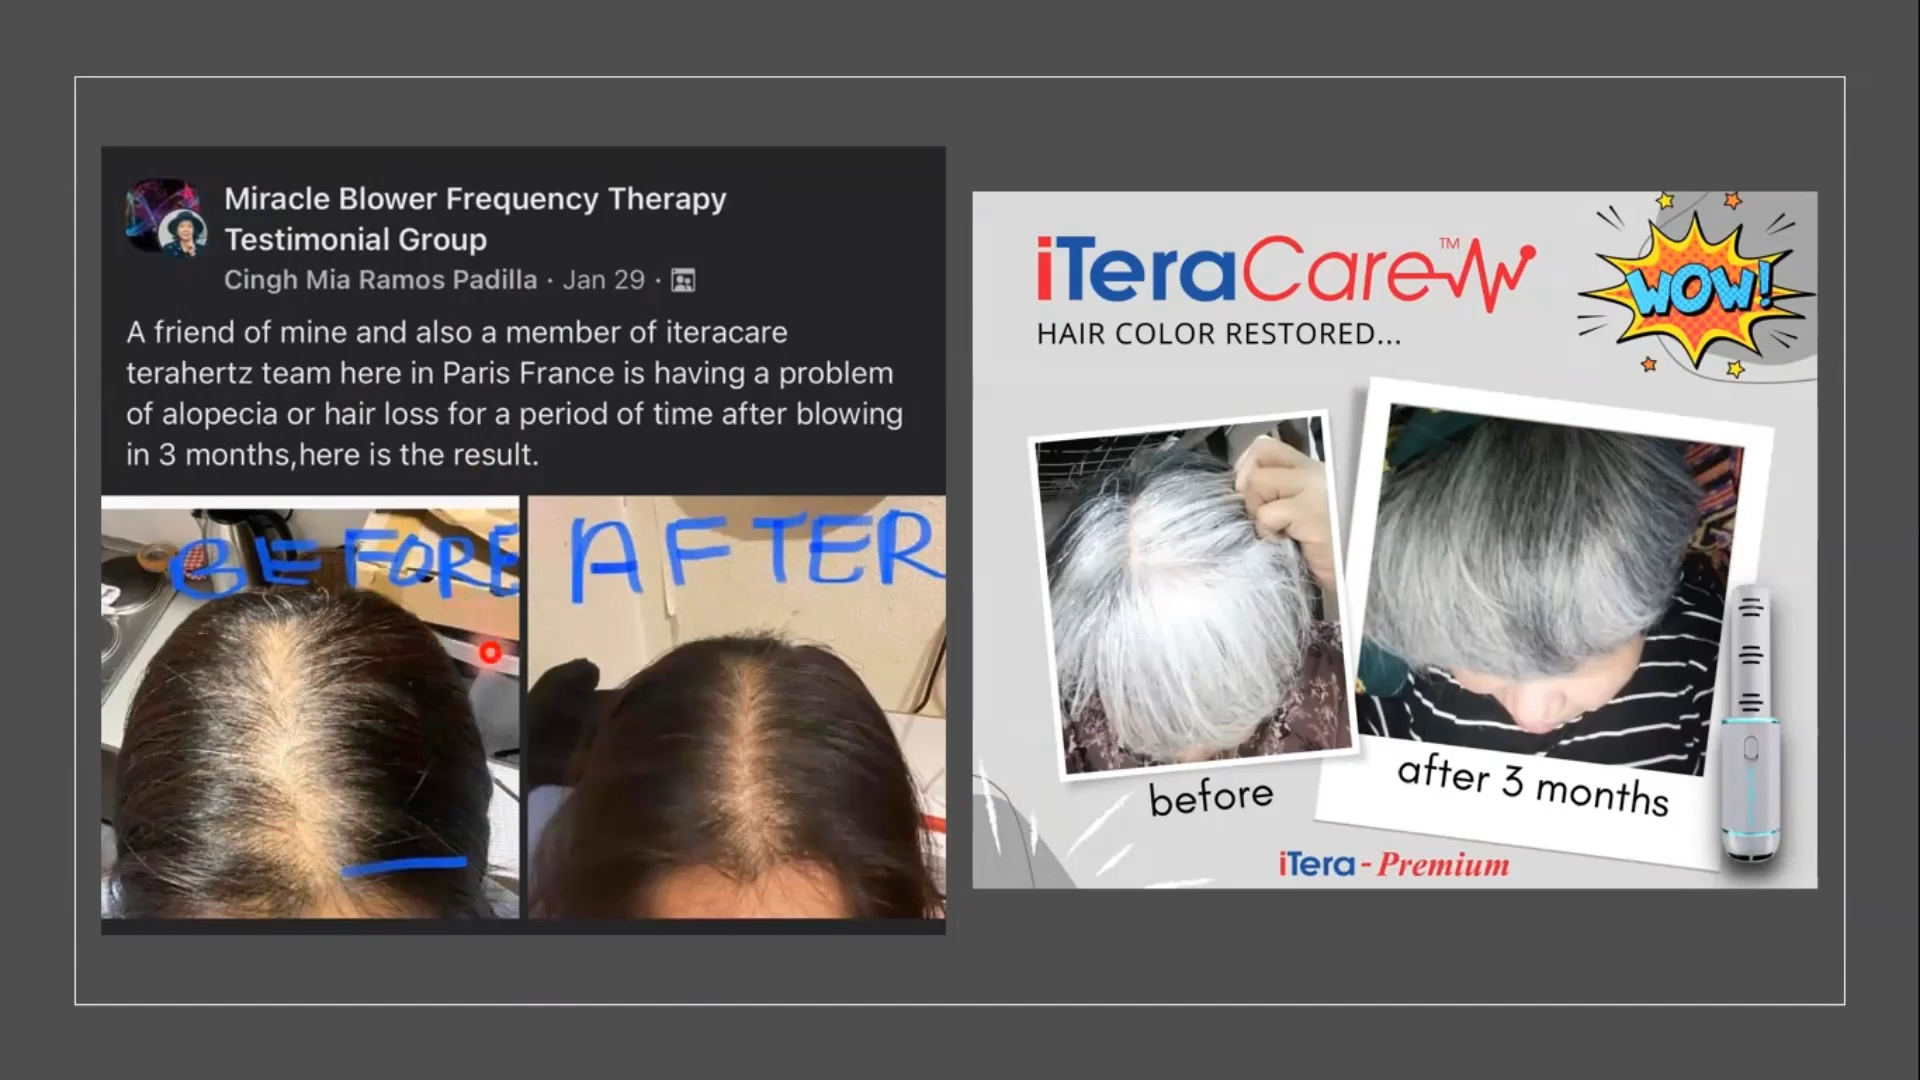 Miracle Blower Frequency Therapy
Testimonial Group
Cingh Mia Ramos Padilla · Jan 29 ·
A friend of mine and also a member of iteracare
terahertz team here in Paris France is having a problem
of alopecia or hair loss for a period of time after blowing
in 3 months,here is the result.
BEFORE
AFTER
iTeraCare™
HAIR COLOR RESTORED...
WOW!
before
after 3 months
iTera-Premium